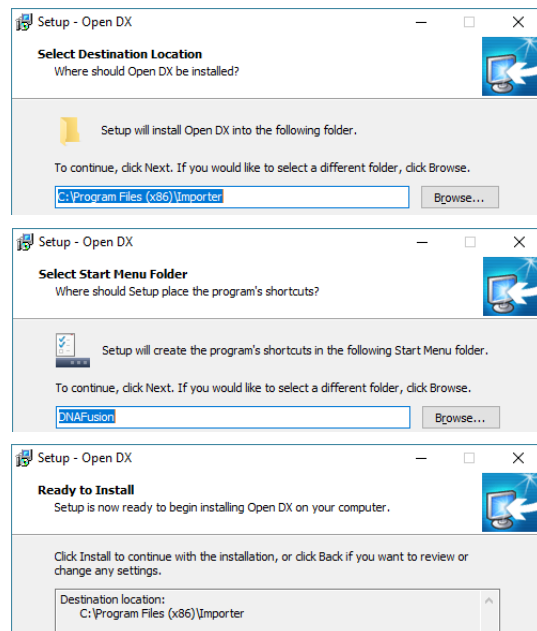 Setup - Open DX
Select Destination Location
Where should Open DX be installed?
Setup will install Open DX into the following folder.
To continue, click Next. If you would like to select a different folder, click Browse.
C:\Program Files (x86)\Importer
Browse...
Setup - Open DX
Select Start Menu Folder
Where should Setup place the program's shortcuts?
Setup will create the program's shortcuts in the following Start Menu folder.
To continue, click Next. If you would like to select a different folder, click Browse.
DNAFusion
Browse...
Setup - Open DX
Ready to Install
Setup is now ready to begin installing Open DX on your computer.
Click Install to continue with the installation, or click Back if you want to review or
change any settings.
Destination location:
C:\Program Files (x86)\Importer